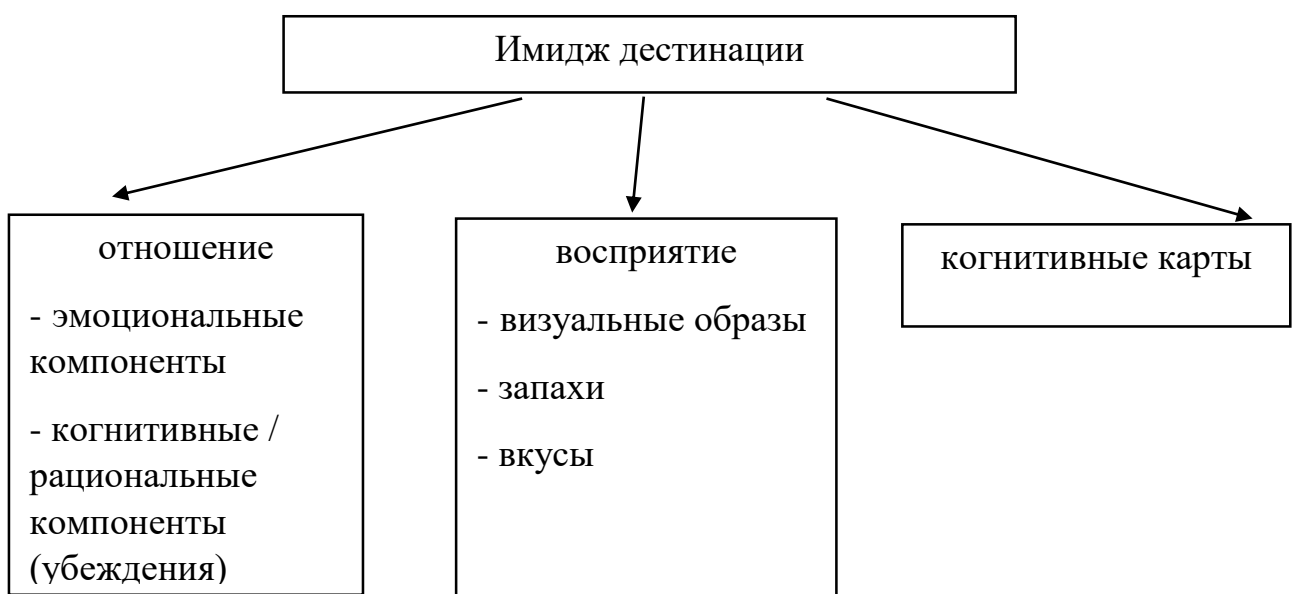 Имидж дестинации
отношение
- эмоциональные
компоненты
- когнитивные /
рациональные
компоненты
(убеждения)
восприятие
- визуальные образы
- запахи
- вкусы
когнитивные карты